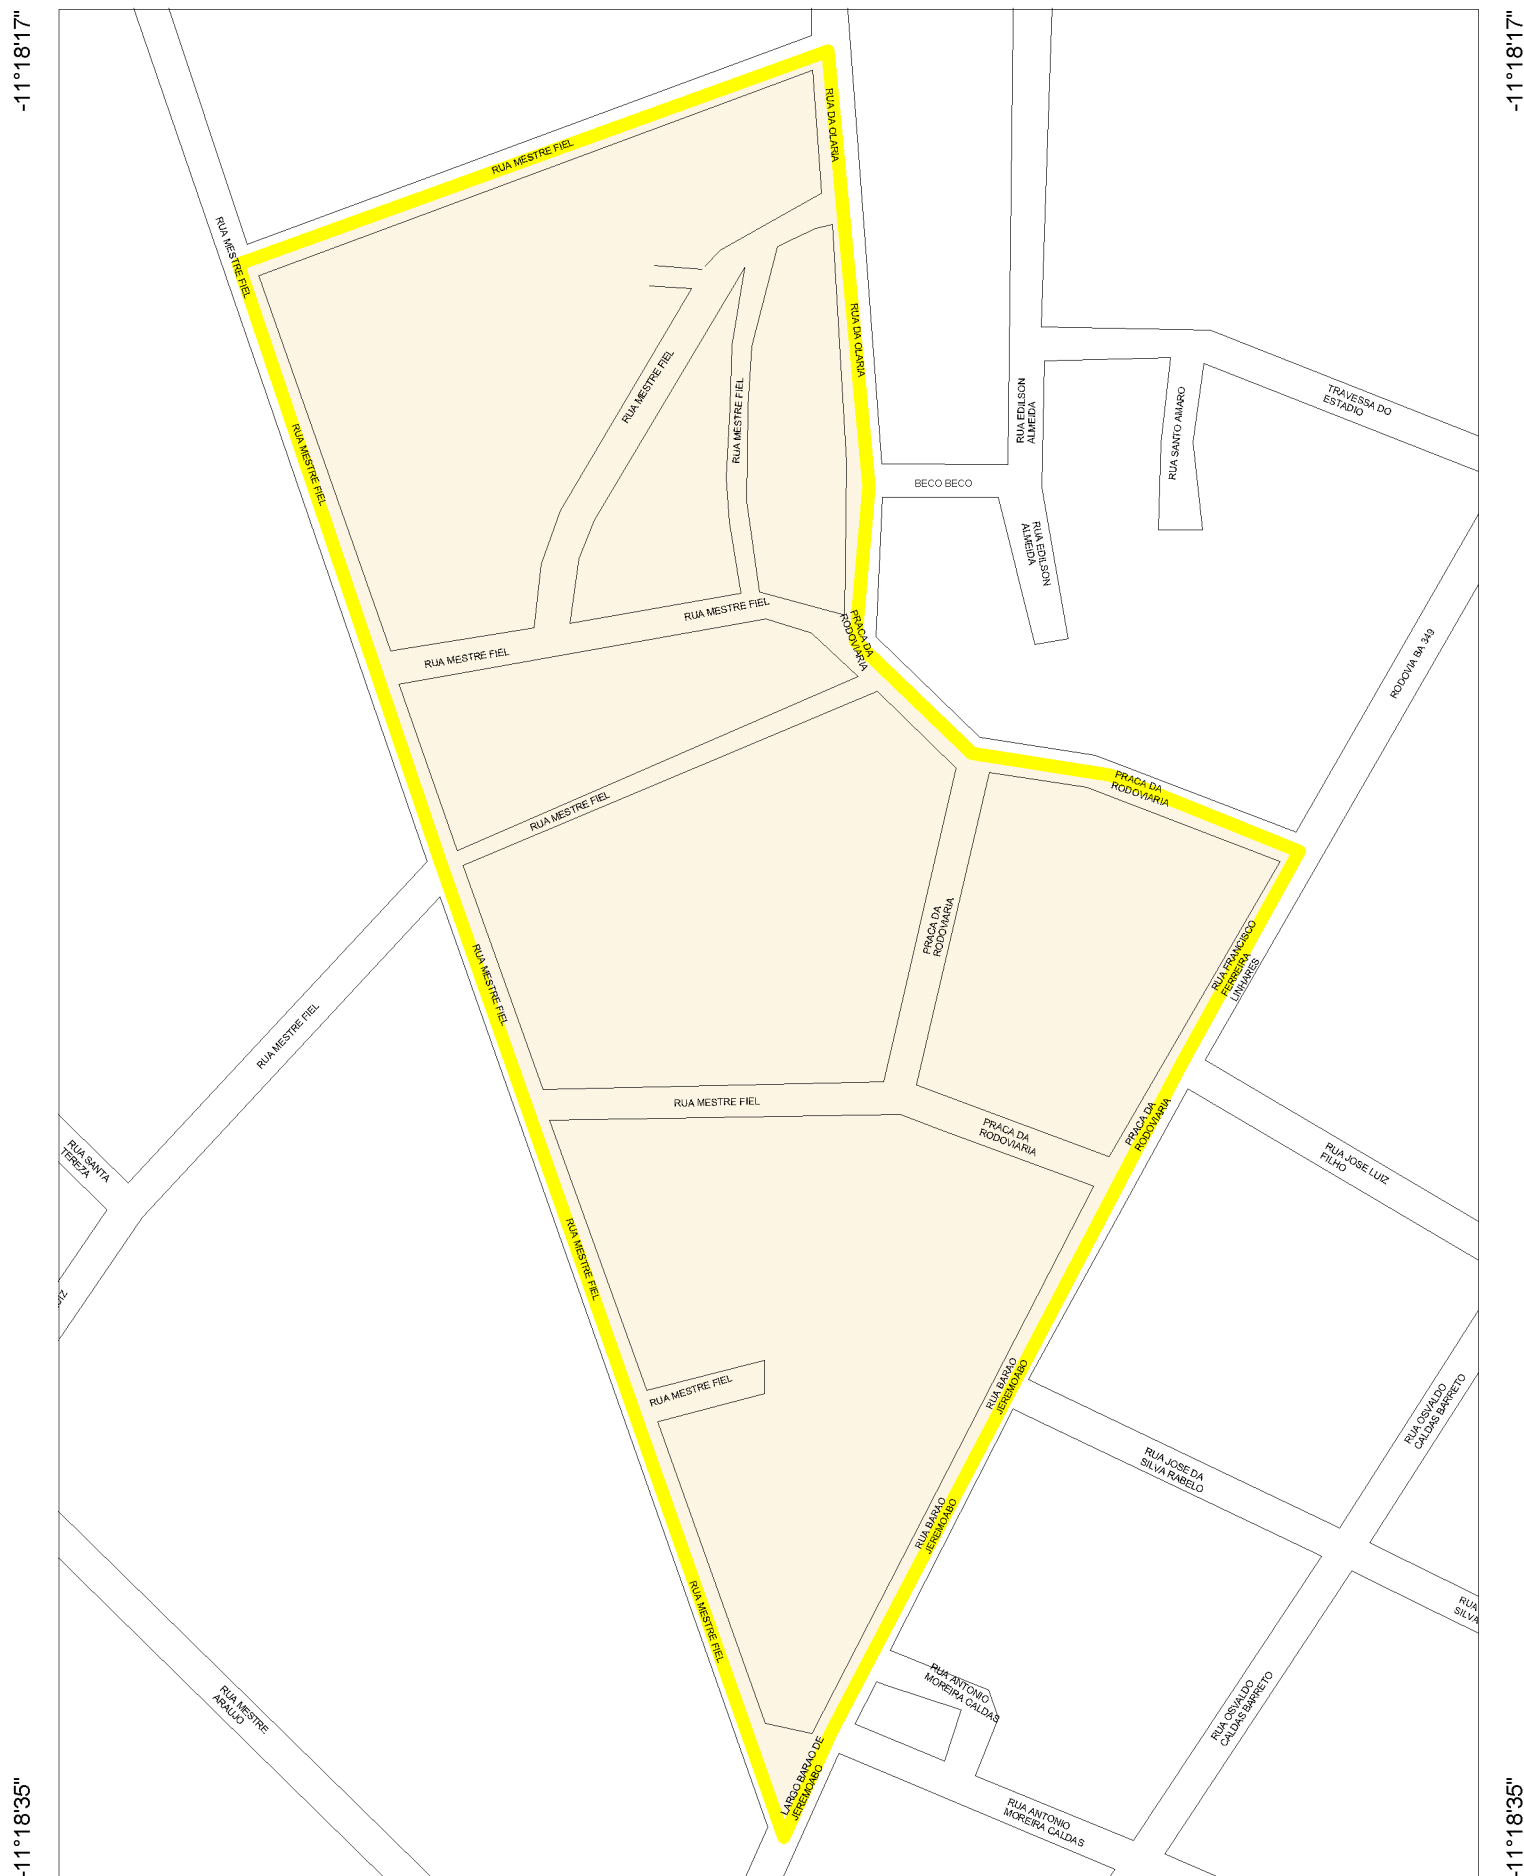 -11°18'17"
-11°18'17"
RUA DA OLARIA
RUA MESTRE FIEL
RUA MESTRE FIEL
RUA DA OLARIA
RUA MESTRE FIEL
RUA MESTRE FIEL
RUA EDILSON
ALMEIDA
RUA SANTO AMARO
TRAVESSA DO
ESTADIO
RUA MESTRE FIEL
BECO BECO
RUA EDILSON
ALMEIDA
RUA MESTRE FIEL
RUA MESTRE FIEL
PRACA DA
RODOVIARIA
RODOVIA BA 349
PRACA DA
RODOVIARIA
RUA MESTRE FIEL
PRACA DA
RODOVIARIA
RUA FRANCISCO
FERREIRA
LINHARES
RUA MESTRE FIEL
RUA MESTRE FIEL
RUA MESTRE FIEL
PRACA DA
RODOVIARIA
PRACA DA
RODOVIARIA
RUA SANTA
TEREZA
RUA JOSE LUIZ
FILHO
RUA MESTRE FIEL
RUA MESTRE FIEL
RUA BARAO
JEREMOABO
RUA OSVALDO
CALDAS BARRETO
RUA JOSE DA
SILVA RABELO
RUA BARAO
JEREMOABO
RUA
SILVA
RUA MESTRE FIEL
RUA ANTONIO
MOREIRA CALDAS
RUA MESTRE
ARAUJO
RUA OSVALDO
CALDAS BARRETO
LARGO BARAO DE
JEREMOABO
RUA ANTONIO
MOREIRA CALDAS
-11°18'35"
-11°18'35"